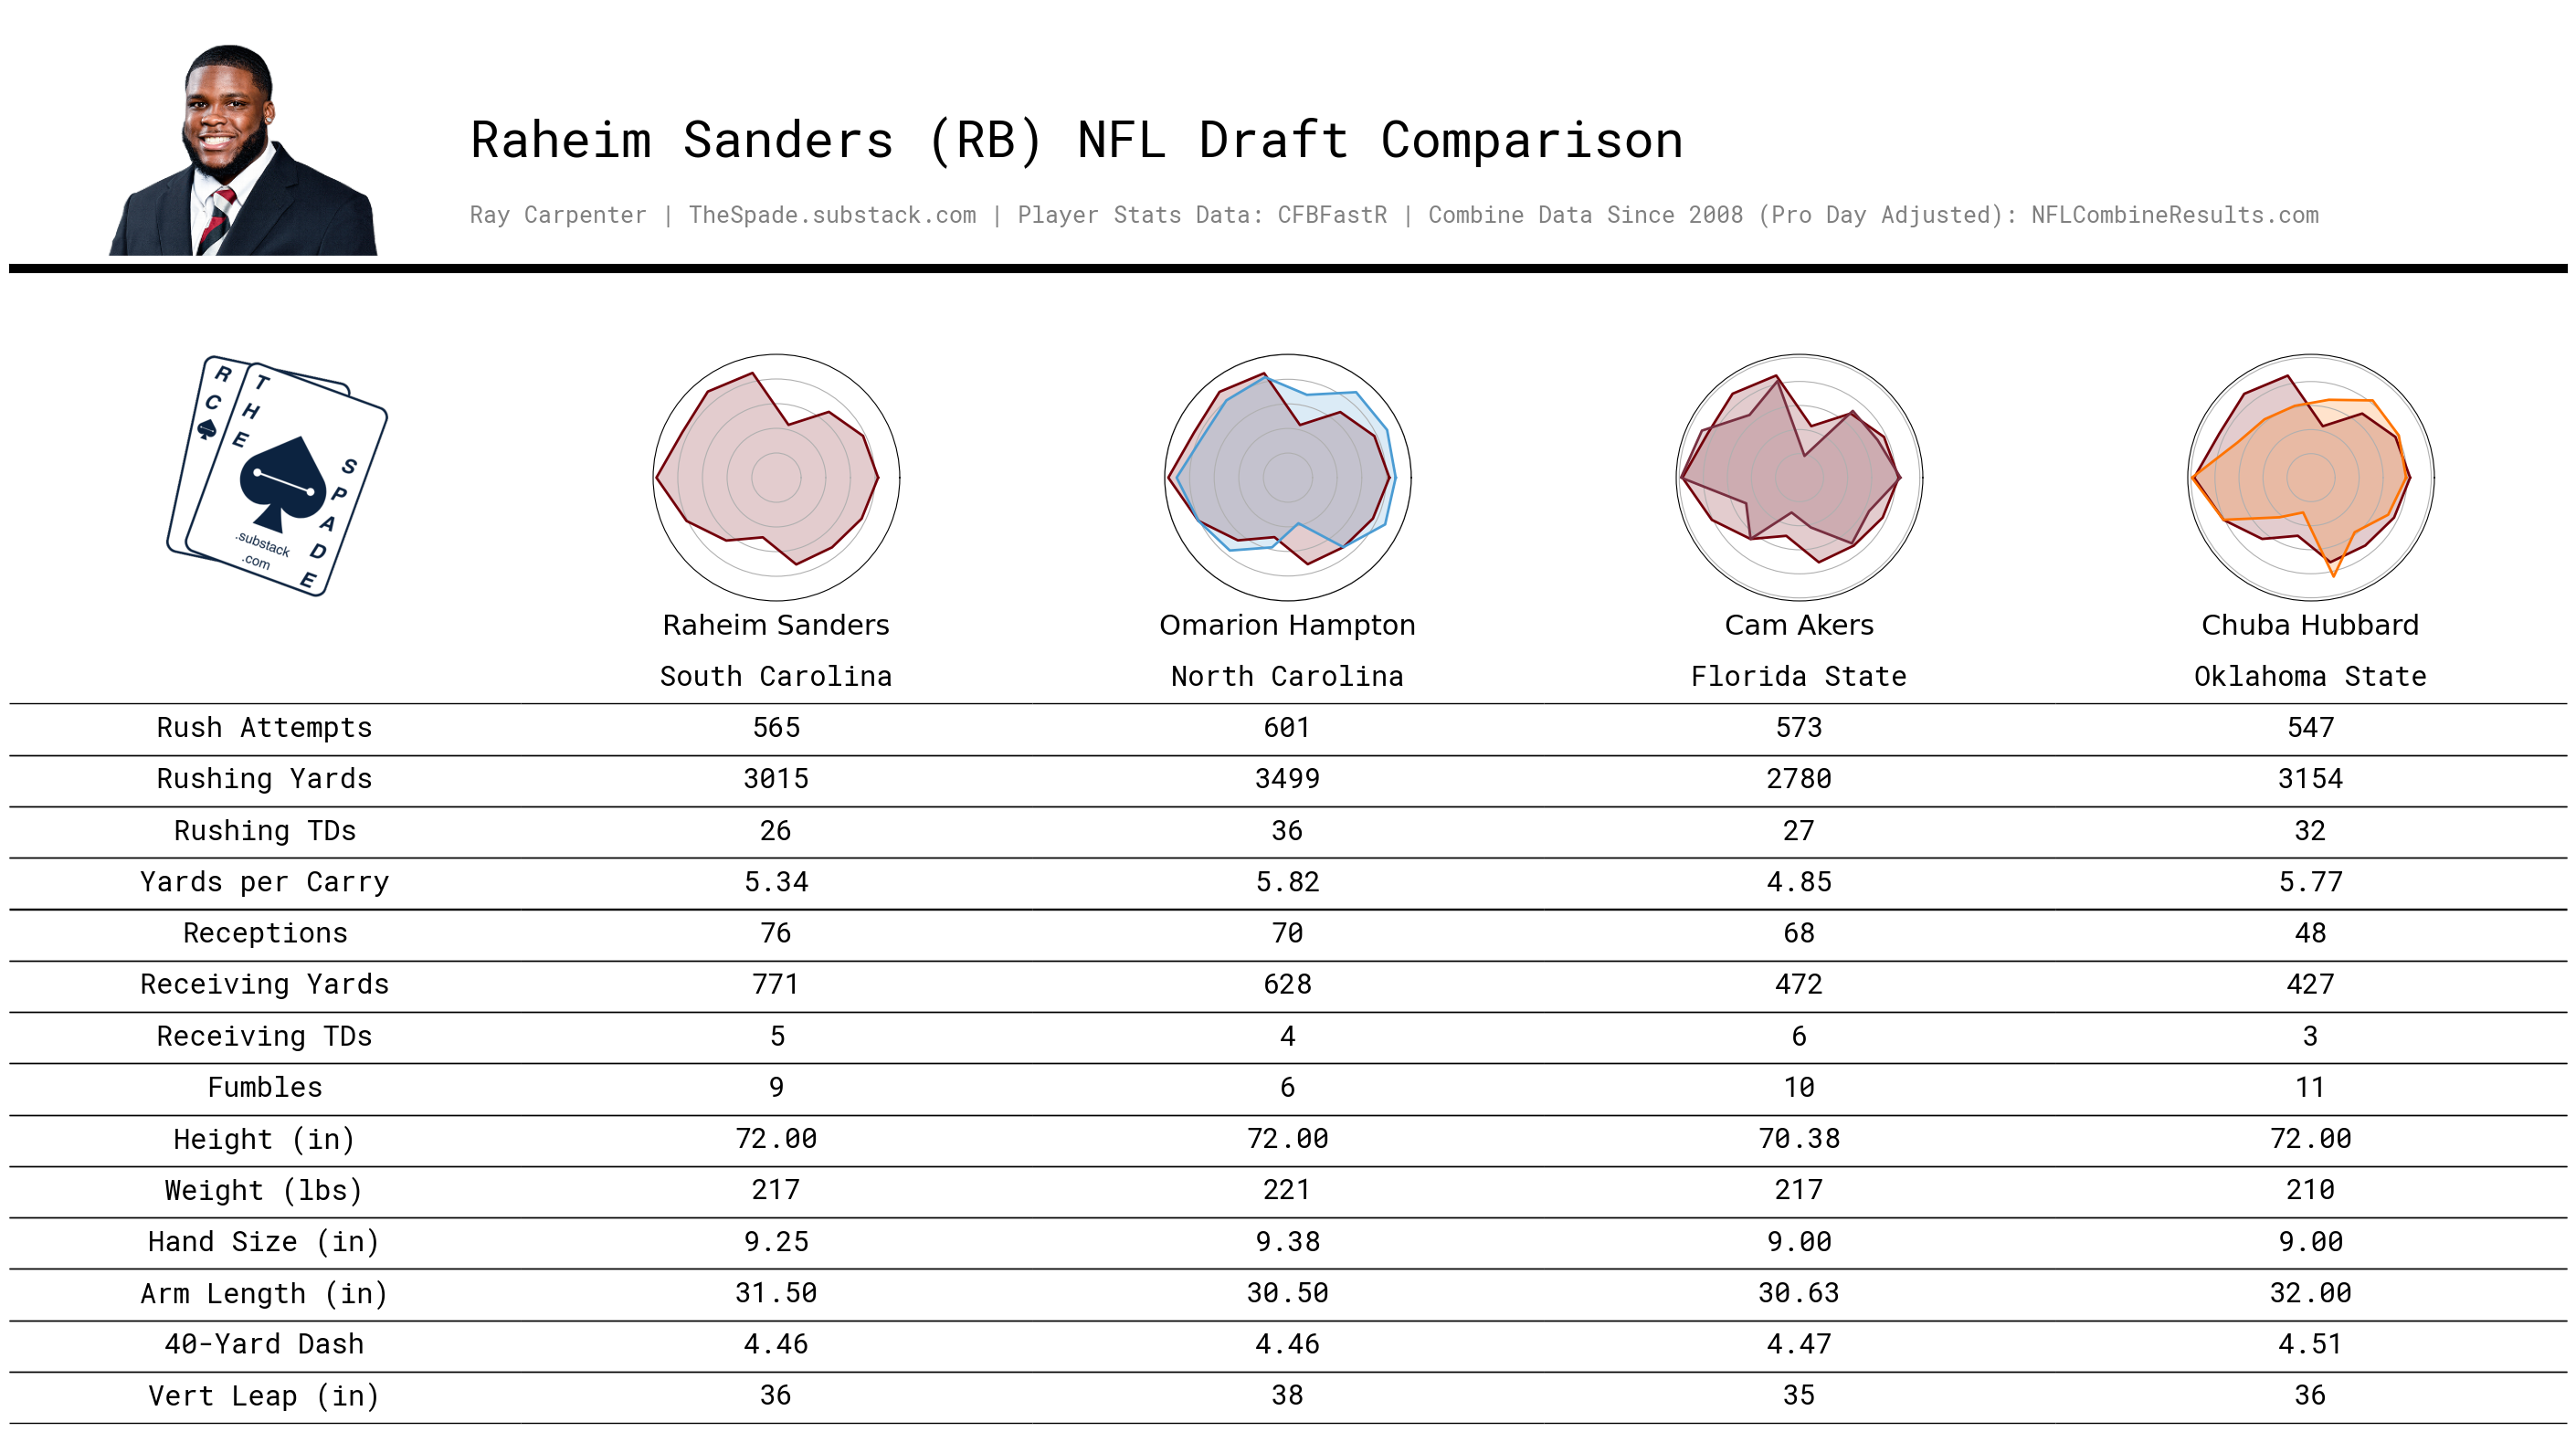 Raheim Sanders (RB) NFL Draft Comparison
Ray Carpenter | TheSpade.substack.com | Player Stats Data: CFBFastR | Combine Data Since 2008 (Pro Day Adjusted): NFLCombineResults.com
RC
THE
SPADE
.substack
.com
Raheim Sanders Omarion Hampton Cam Akers Chuba Hubbard
South Carolina North Carolina Florida State Oklahoma State
Rush Attempts 565 601 573 547
Rushing Yards 3015 3499 2780 3154
Rushing TDs 26 36 27 32
Yards per Carry 5.34 5.82 4.85 5.77
Receptions 76 70 68 48
Receiving Yards 771 628 472 427
Receiving TDs 5 4 6 3
Fumbles 9 6 10 11
Height (in) 72.00 72.00 70.38 72.00
Weight (lbs) 217 221 217 210
Hand Size (in) 9.25 9.38 9.00 9.00
Arm Length (in) 31.50 30.50 30.63 32.00
40-Yard Dash 4.46 4.46 4.47 4.51
Vert Leap (in) 36 38 35 36